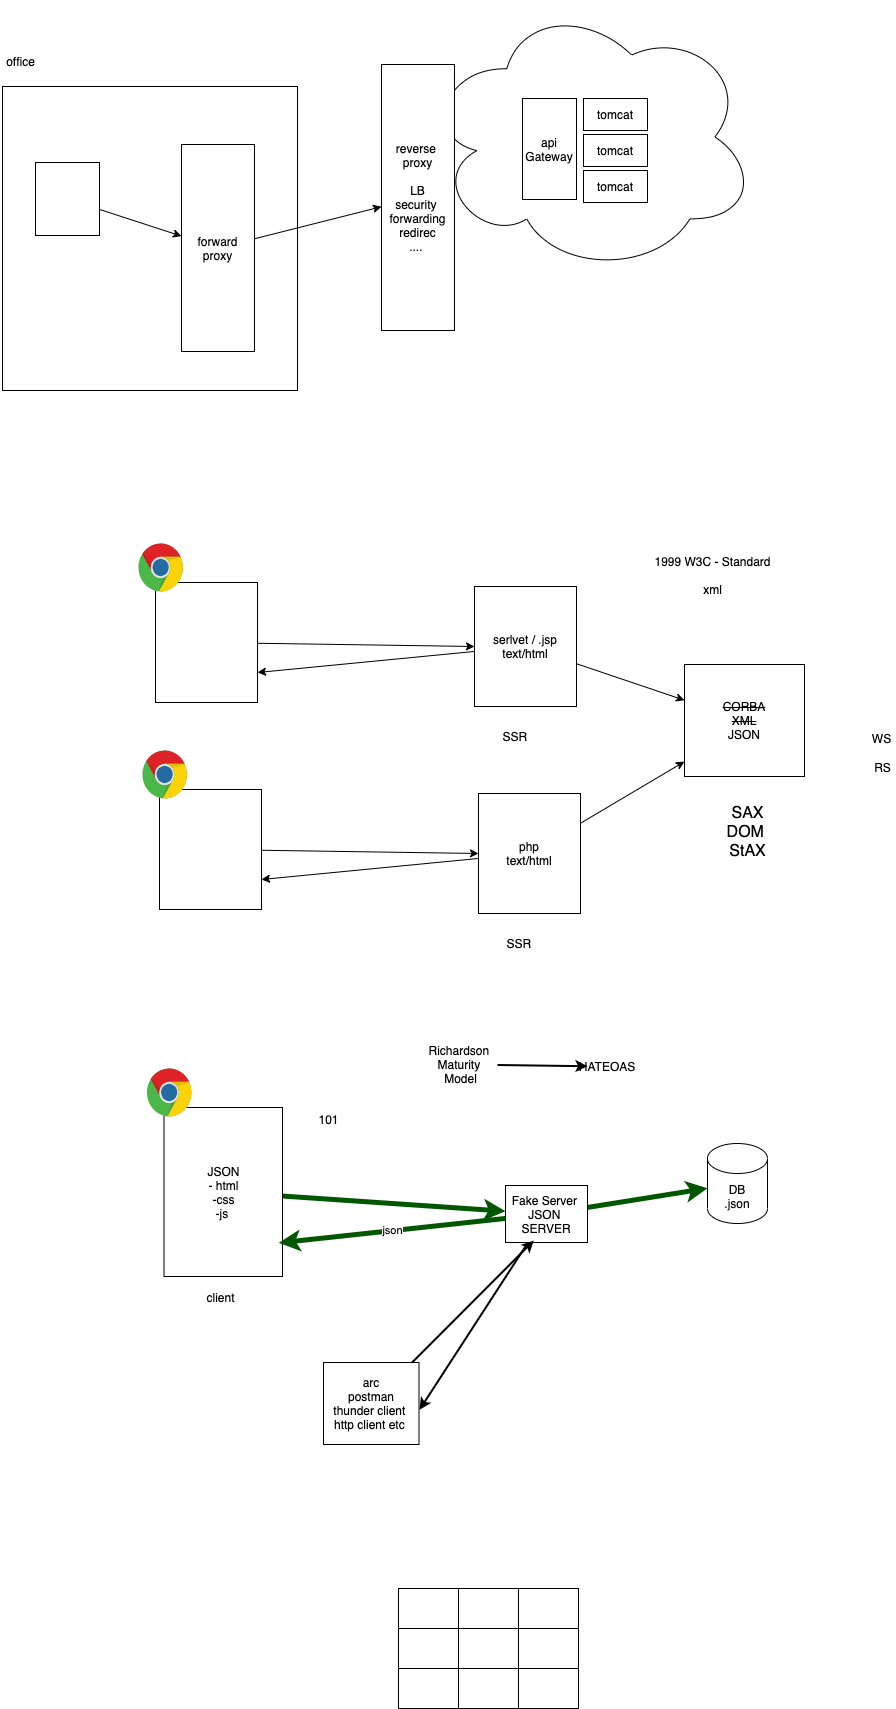 office
forward
proxy
reverse
proxy
LB
security
forwarding
redirec
....
api
Gateway
tomcat
tomcat
tomcat
1999 W3C - Standard
xml
serlvet / .jsp
text/html
SSR
CORBA
XML
JSON
WS
RS
SAX
DOM
StAX
php
text/html
SSR
Richardson
Maturity
Model
HATEOAS
101
JSON
- html
-css
-js
client
json
Fake Server
JSON
SERVER
DB
.json
arc
postman
thunder client
http client etc